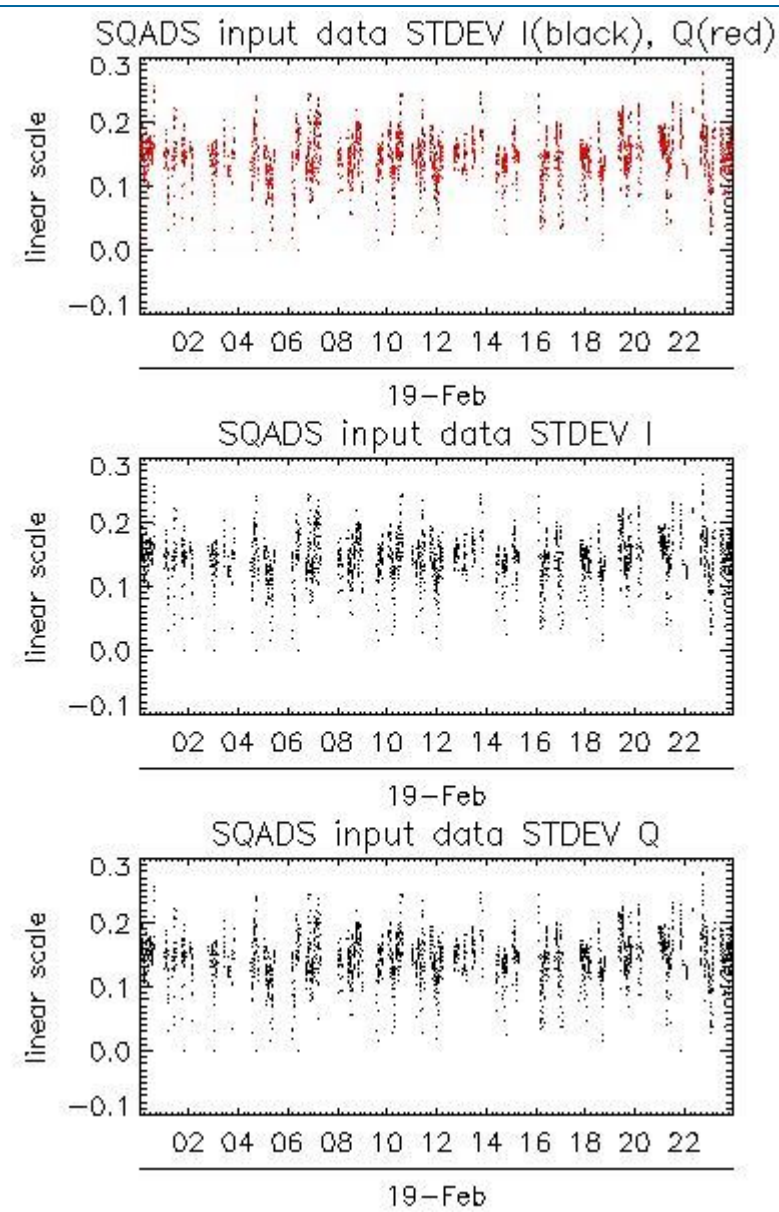 SQADS input data STDEV I(black), Q(red)
0.3
0.2
0.1
0.0
−0.1
linear scale
02 04 06 08 10 12 14 16 18 20 22
19−Feb
SQADS input data STDEV I
0.3
0.2
0.1
0.0
−0.1
linear scale
02 04 06 08 10 12 14 16 18 20 22
19−Feb
SQADS input data STDEV Q
0.3
0.2
0.1
0.0
−0.1
linear scale
02 04 06 08 10 12 14 16 18 20 22
19−Feb